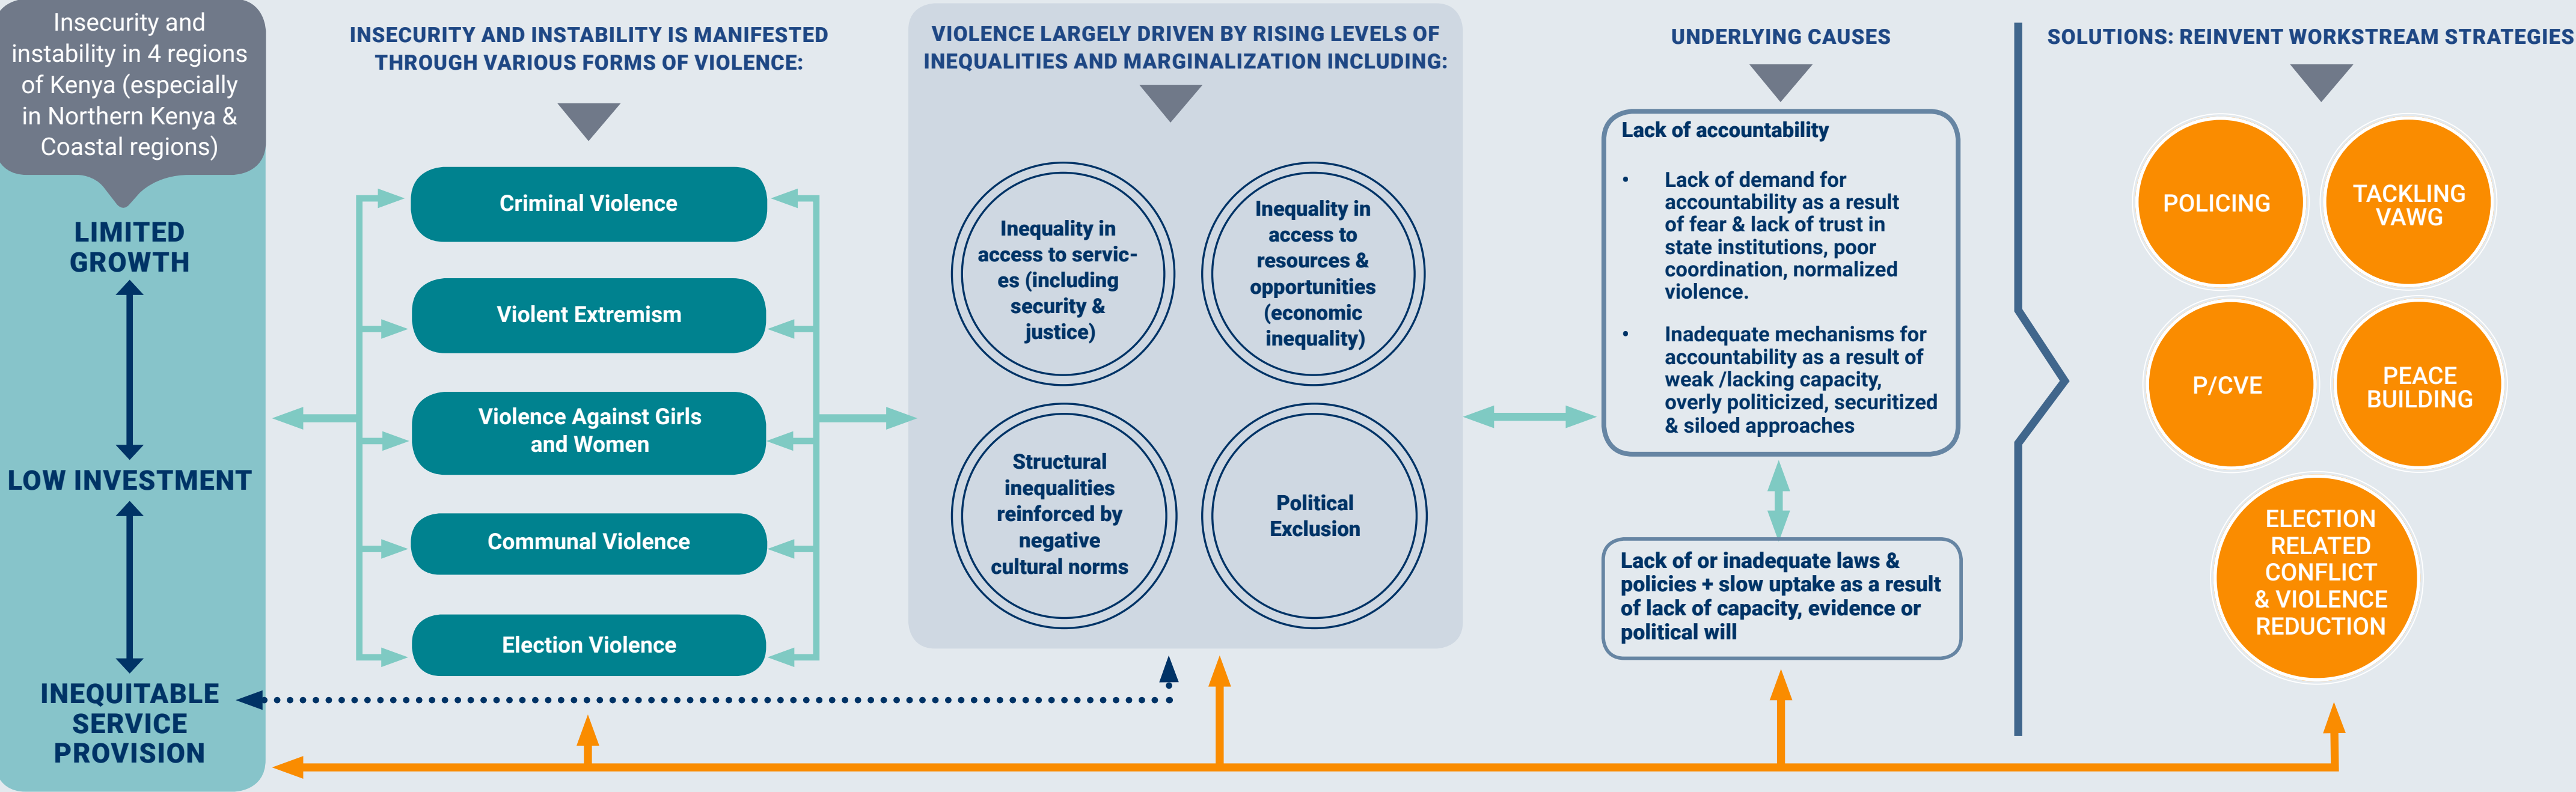 Insecurity and
instability in 4 regions
of Kenya (especially
in Northern Kenya &
Coastal regions)
LIMITED
GROWTH
LOW INVESTMENT
INEQUITABLE
SERVICE
PROVISION
INSECURITY AND INSTABILITY IS MANIFESTED
THROUGH VARIOUS FORMS OF VIOLENCE:
Criminal Violence
Violent Extremism
Violence Against Girls
and Women
Communal Violence
Election Violence
VIOLENCE LARGELY DRIVEN BY RISING LEVELS OF
INEQUALITIES AND MARGINALIZATION INCLUDING:
Inequality in
access to servic-
es (including
security &
justice)
Inequality in
access to
resources &
opportunities
(economic
inequality)
Structural
inequalities
reinforced by
negative
cultural norms
Political
Exclusion
UNDERLYING CAUSES
Lack of accountability
• Lack of demand for
accountability as a result
of fear & lack of trust in
state institutions, poor
coordination, normalized
violence.
• Inadequate mechanisms for
accountability as a result of
weak /lacking capacity,
overly politicized, securitized
& siloed approaches
Lack of or inadequate laws &
policies + slow uptake as a result
of lack of capacity, evidence or
political will
SOLUTIONS: REINVENT WORKSTREAM STRATEGIES
POLICING
TACKLING
VAWG
P/CVE
PEACE
BUILDING
ELECTION
RELATED
CONFLICT
& VIOLENCE
REDUCTION